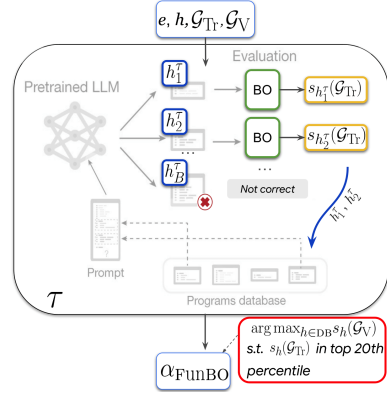 e, h, 𝒢_Tr, 𝒢_V
Evaluation
Pretrained LLM
h_1^τ
BO
s_{h_1^τ}(𝒢_Tr)
h_2^τ
BO
s_{h_2^τ}(𝒢_Tr)
...
...
h_B^τ
Not correct
h_1^τ, h_2^τ
Prompt
Programs database
τ
arg max_{h∈DB} s_h(𝒢_V)
s.t. s_h(𝒢_Tr) in top 20th
percentile
α_FunBO